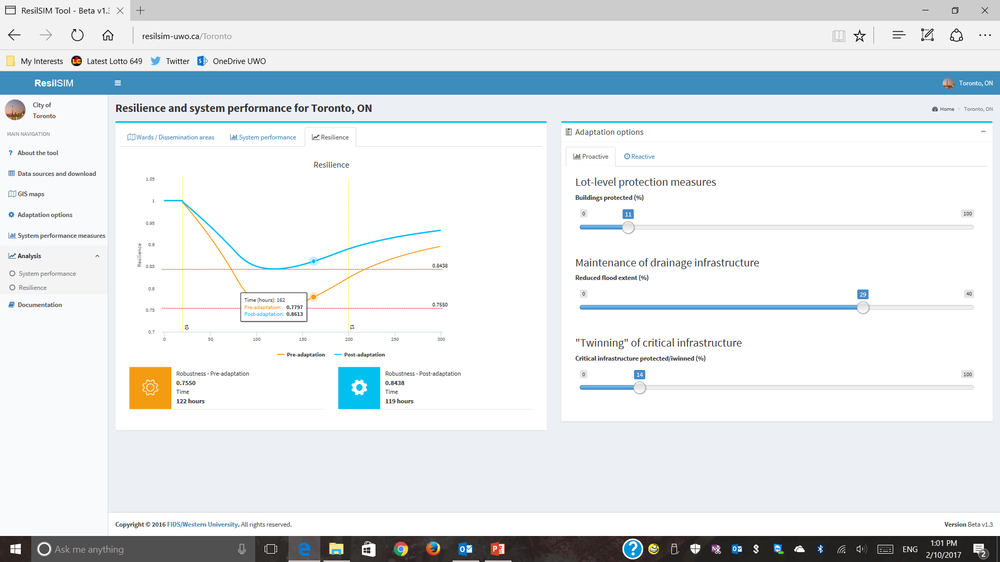 ResilSIM Tool - Beta v1.
resilsim-uwo.ca/Toronto
My Interests
Latest Lotto 649
Twitter
OneDrive UWO
ResilSIM
Toronto, ON
City of
Toronto
MAIN NAVIGATION
About the tool
Data sources and download
GIS maps
Adaptation options
System performance measures
Analysis
System performance
Resilience
Documentation
Resilience and system performance for Toronto, ON
Home > Toronto, ON
Wards / Dissemination areas
System performance
Resilience
Resilience
1.05
1
0.95
0.9
0.85
0.8
0.75
0.7
Resilience
0.8438
0.7550
Time (hours): 162
Pre-adaptation: 0.7797
Post-adaptation: 0.8613
t0
t1
0
50
100
150
200
250
300
Pre-adaptation
Post-adaptation
Robustness - Pre-adaptation
0.7550
Time
122 hours
Robustness - Post-adaptation
0.8438
Time
119 hours
Adaptation options
Proactive
Reactive
Lot-level protection measures
Buildings protected (%)
0
11
100
Maintenance of drainage infrastructure
Reduced flood extent (%)
0
29
40
"Twinning" of critical infrastructure
Critical infrastructure protected/iwinned (%)
0
14
100
Copyright © 2016 FIDS/Western University. All rights reserved.
Version Beta v1.3
Ask me anything
ENG
1:01 PM
2/10/2017
2